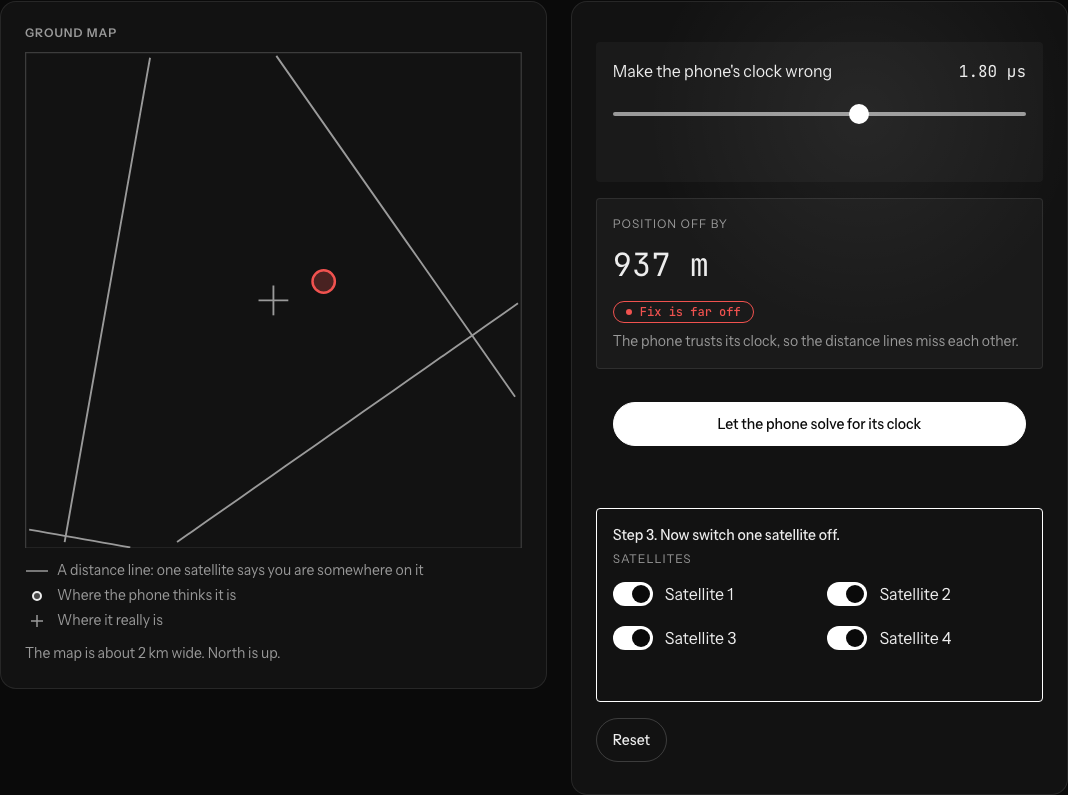 GROUND MAP
A distance line: one satellite says you are somewhere on it
Where the phone thinks it is
Where it really is
The map is about 2 km wide. North is up.
Make the phone's clock wrong
1.80 µs
POSITION OFF BY
937 m
Fix is far off
The phone trusts its clock, so the distance lines miss each other.
Let the phone solve for its clock
Step 3. Now switch one satellite off.
SATELLITES
Satellite 1
Satellite 2
Satellite 3
Satellite 4
Reset